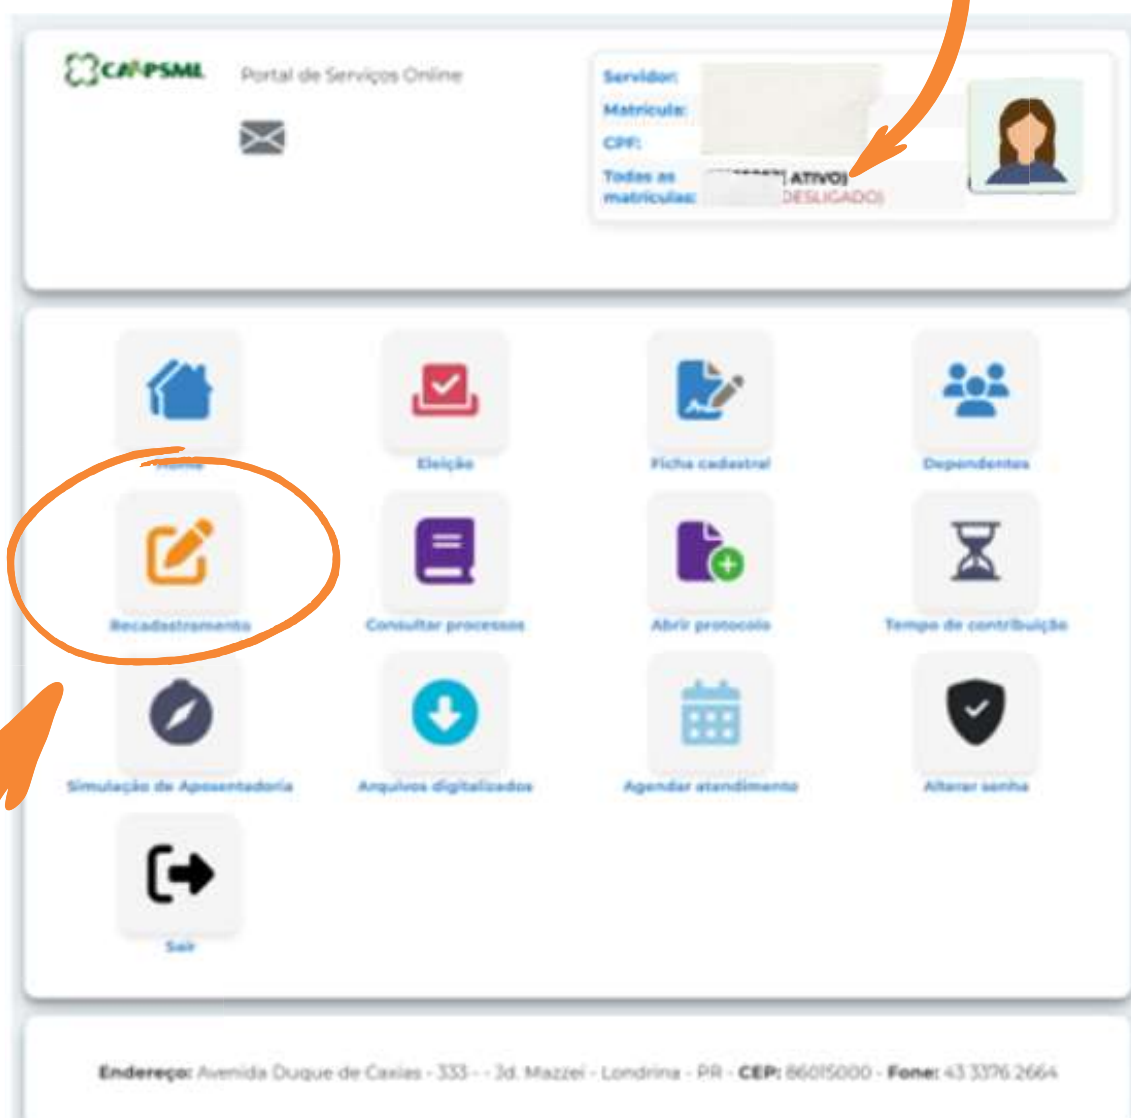 CAAPSML
Portal de Serviços Online
Servidor:
Matrícula:
CPF:
Todas as matrículas:
ATIVO)
DESLIGADO)
Home
Eleição
Ficha cadastral
Dependentes
Recadastramento
Consultar processos
Abrir protocolo
Tempo de contribuição
Simulação de Aposentadoria
Arquivos digitalizados
Agendar atendimento
Alterar senha
Sair
Endereço: Avenida Duque de Caxias - 333 - - Jd. Mazzei - Londrina - PR - CEP: 86015000 - Fone: 43 3376 2664